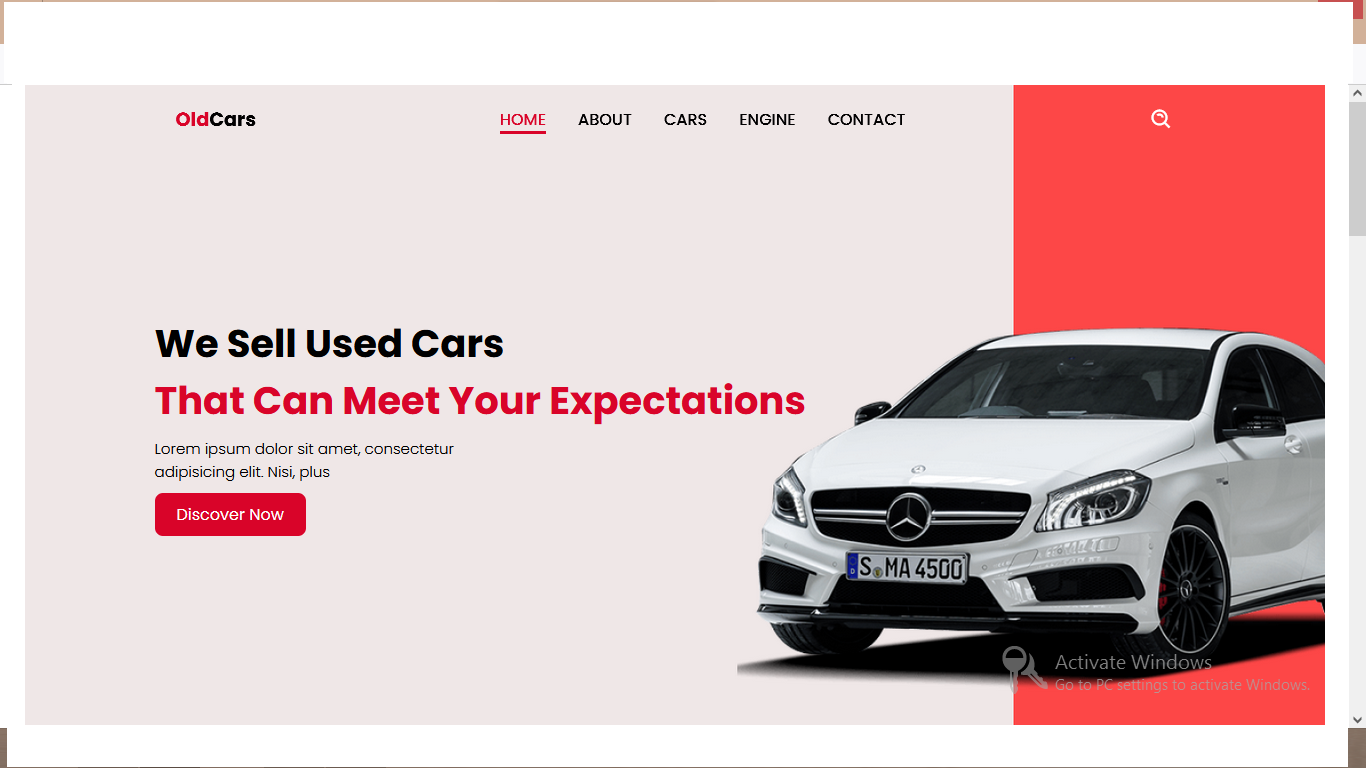 OldCars
HOME
ABOUT
CARS
ENGINE
CONTACT
We Sell Used Cars
That Can Meet Your Expectations
Lorem ipsum dolor sit amet, consectetur
adipisicing elit. Nisi, plus
Discover Now
S MA 4500
D
Activate Windows
Go to PC settings to activate Windows.